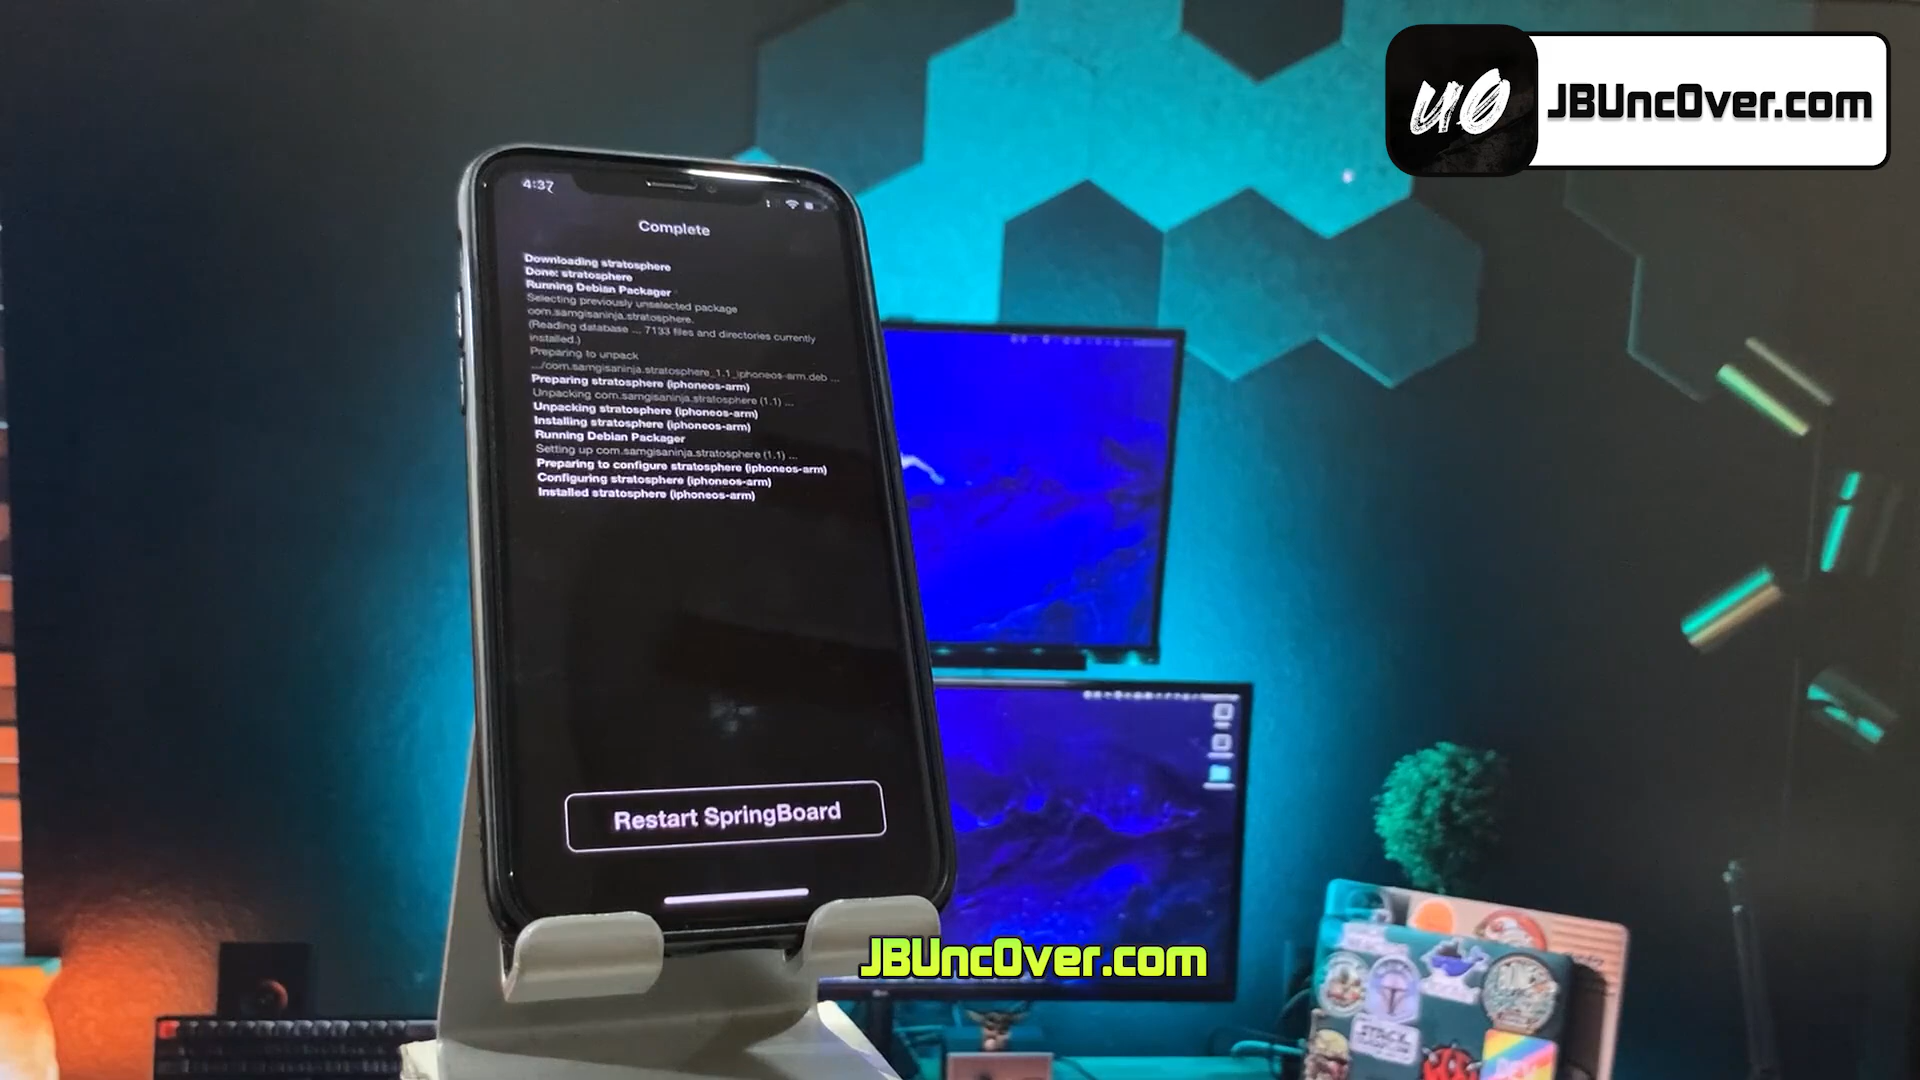 u0
JBUnc0ver.com
4:37
Complete
Downloading stratosphere
Done: stratosphere
Running Debian Packager
Selecting previously unselected package
com.samgisaninja.stratosphere.
(Reading database ... 7133 files and directories currently
installed.)
Preparing to unpack
.../com.samgisaninja.stratosphere_1.1_iphoneos-arm.deb ...
Preparing stratosphere (iphoneos-arm)
Unpacking com.samgisaninja.stratosphere (1.1) ...
Unpacking stratosphere (iphoneos-arm)
Installing stratosphere (iphoneos-arm)
Running Debian Packager
Setting up com.samgisaninja.stratosphere (1.1) ...
Preparing to configure stratosphere (iphoneos-arm)
Configuring stratosphere (iphoneos-arm)
Installed stratosphere (iphoneos-arm)
Restart SpringBoard
JBUnc0ver.com
STACK